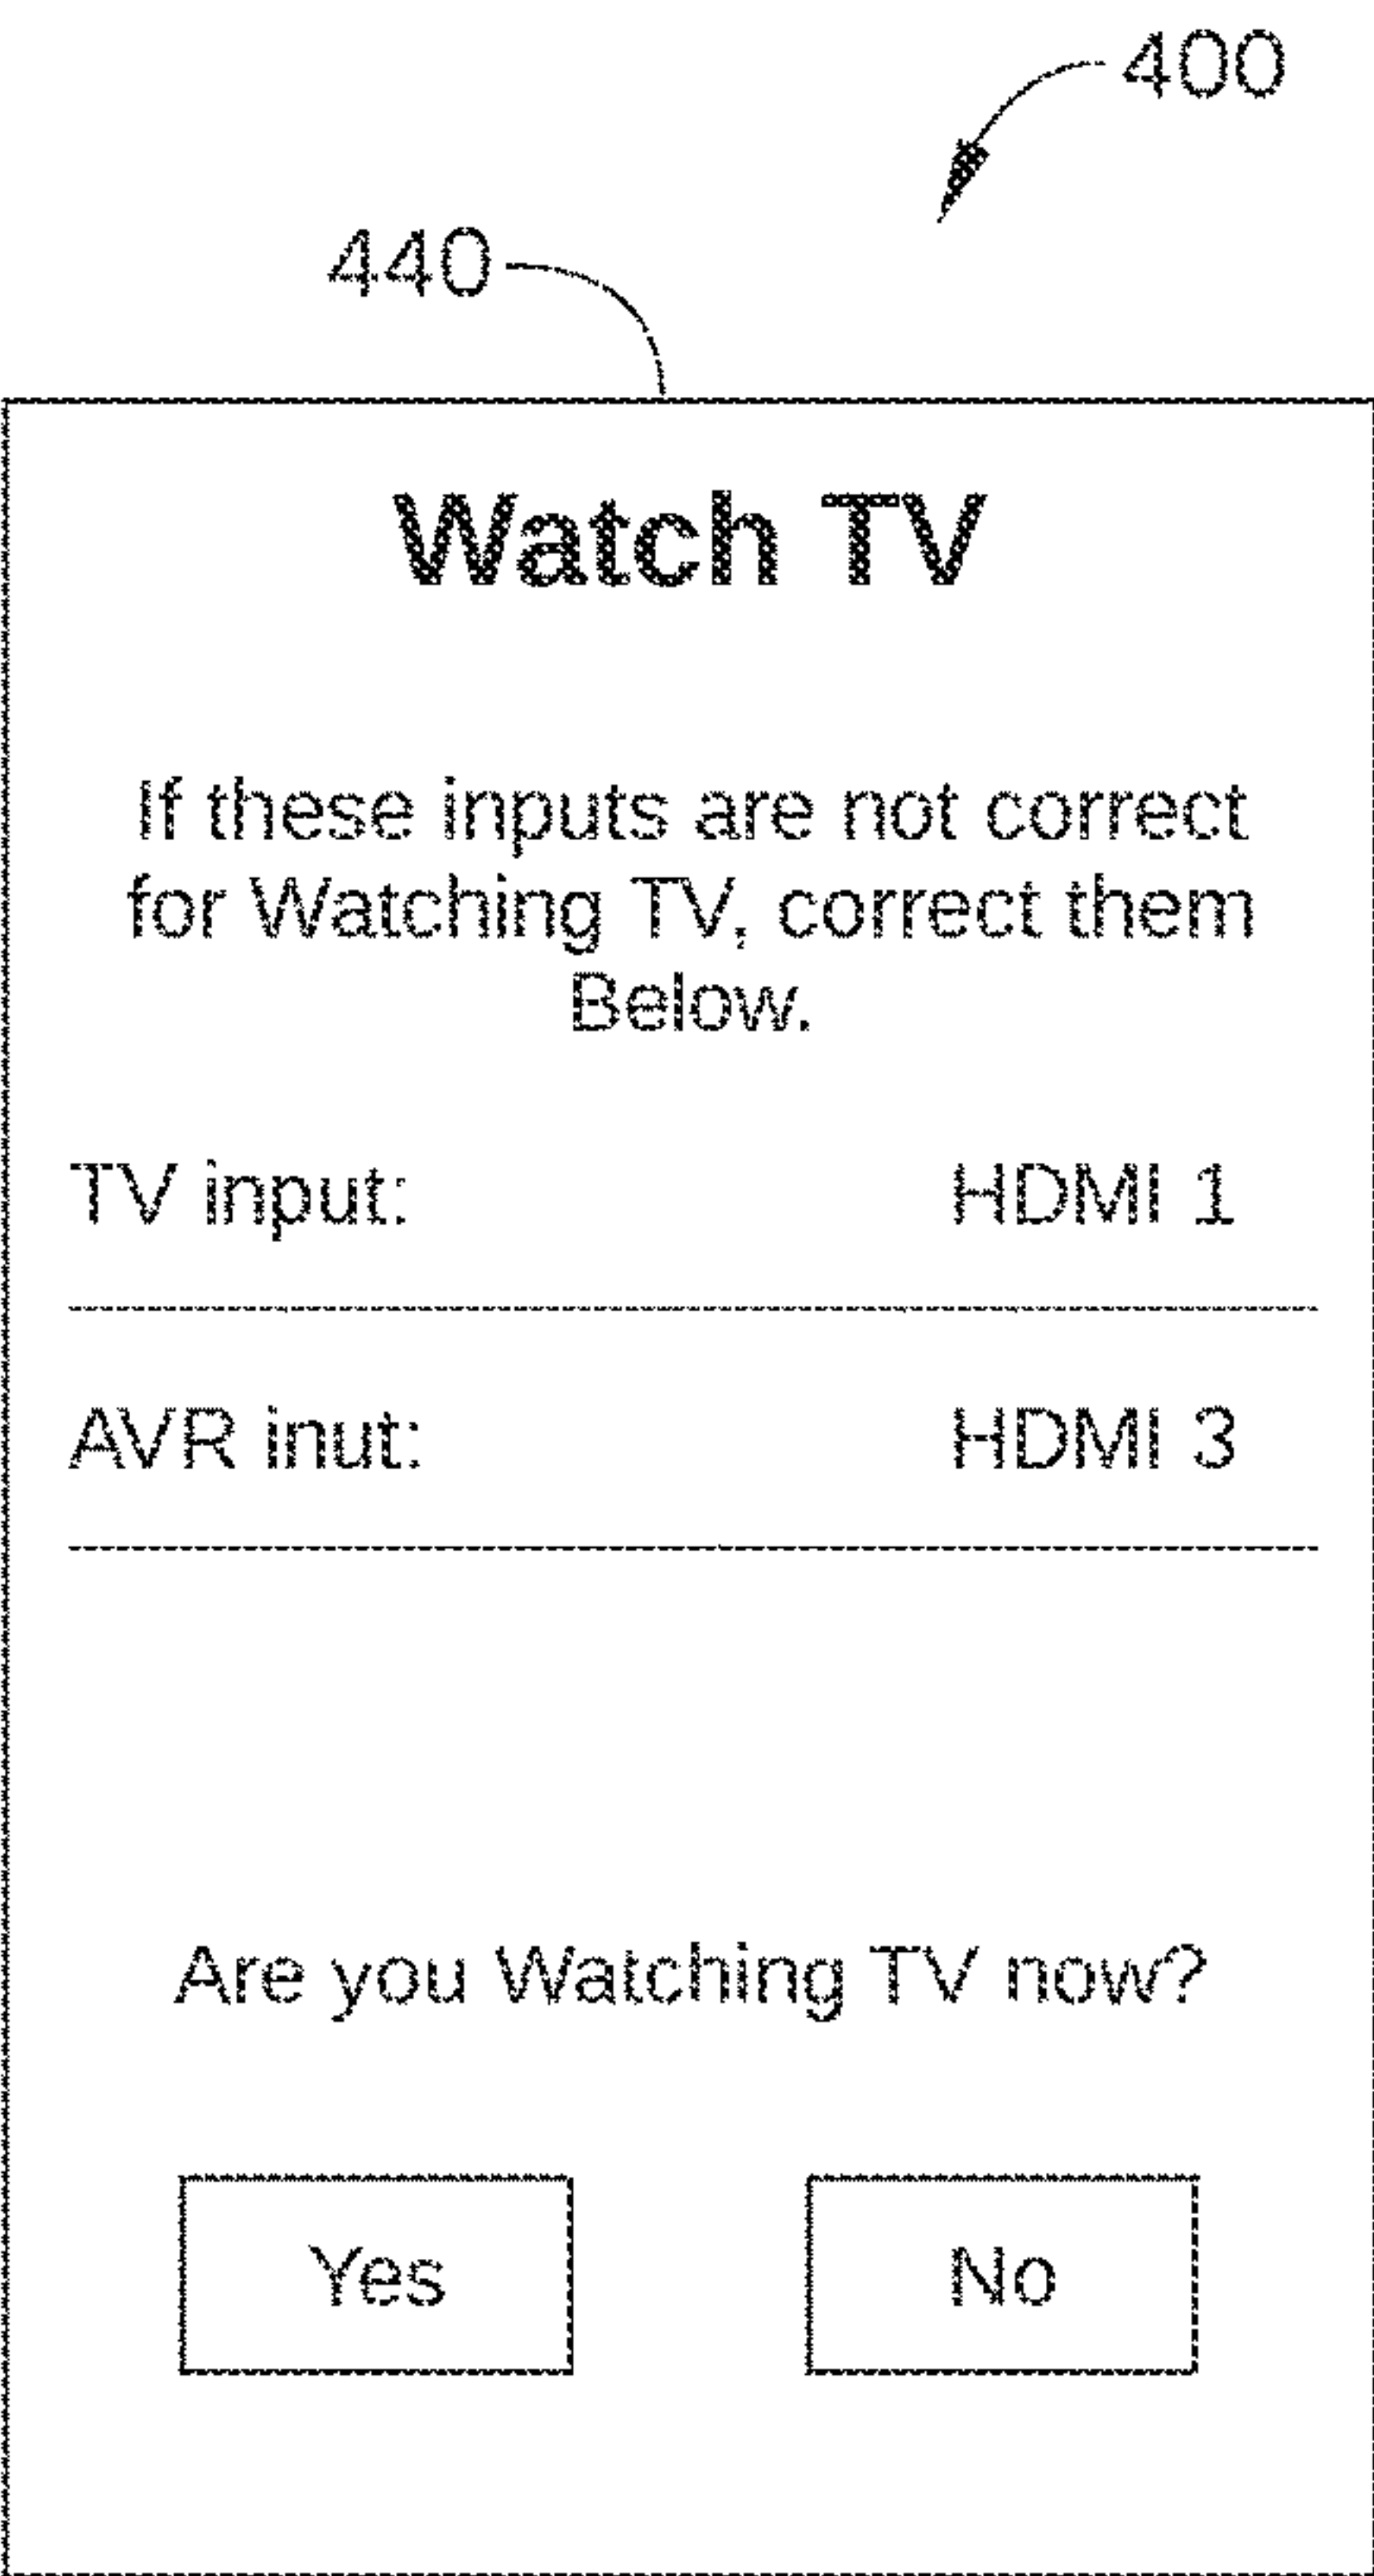 400
440
Watch TV
If these inputs are not correct
for Watching TV, correct them
Below.
TV input: HDMI 1
AVR inut: HDMI 3
Are you Watching TV now?
Yes No